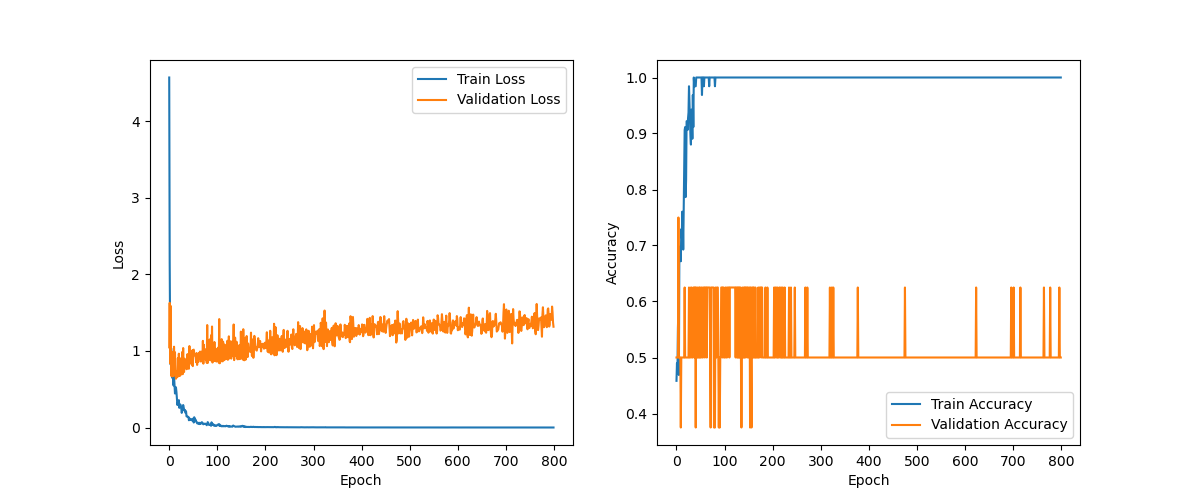 Train Loss
Validation Loss
4
3
2
1
0
Loss
0 100 200 300 400 500 600 700 800
Epoch
1.0
0.9
0.8
0.7
0.6
0.5
0.4
Accuracy
Train Accuracy
Validation Accuracy
0 100 200 300 400 500 600 700 800
Epoch